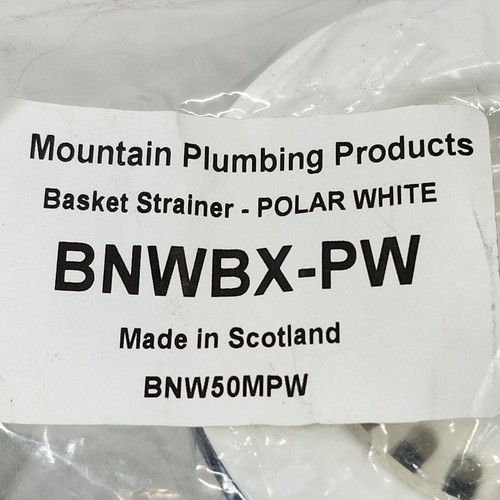 Mountain Plumbing Products
Basket Strainer - POLAR WHITE
BNWBX-PW
Made in Scotland
BNW50MPW